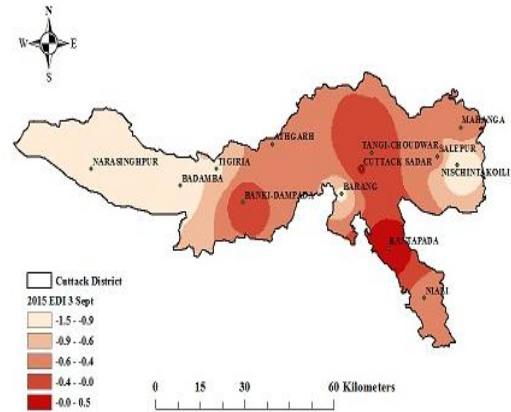 N
W E
S
MAHANGA
ATHGARH
TANGI-CHOUDWAR
SALEPUR
NARASINGHPUR
TIGIRIA
CUTTACK SADAR
NISCHINTAKOILI
BADAMBA
BARANG
BANKI-DAMPADA
KANTAPADA
NIALI
Cuttack District
2015 EDI 3 Sept
-1.5 - -0.9
-0.9 - -0.6
-0.6 - -0.4
-0.4 - -0.0
-0.0 - 0.5
0 15 30 60 Kilometers